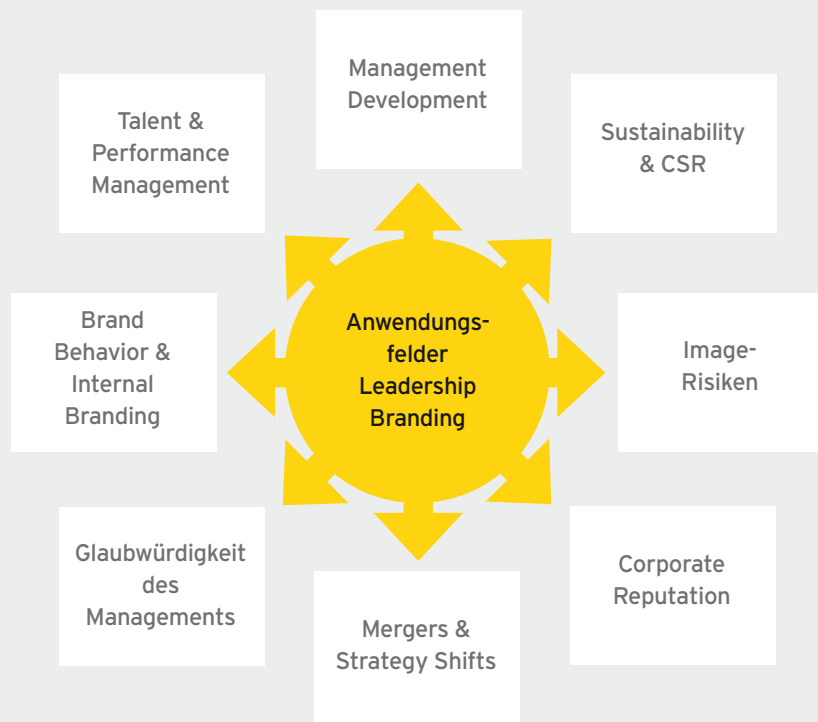 Management
Development
Talent &
Performance
Management
Sustainability
& CSR
Brand
Behavior &
Internal
Branding
Anwendungs-
felder
Leadership
Branding
Image-
Risiken
Glaubwürdigkeit
des
Managements
Corporate
Reputation
Mergers &
Strategy Shifts